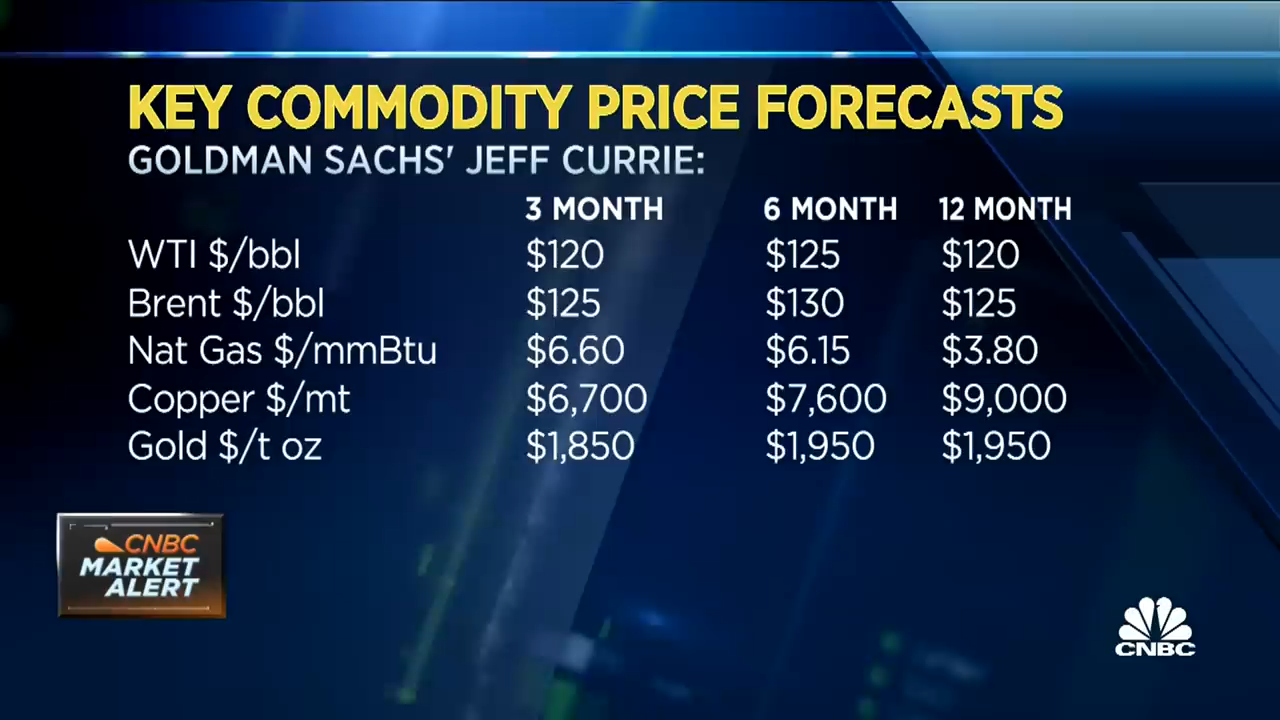 KEY COMMODITY PRICE FORECASTS
GOLDMAN SACHS' JEFF CURRIE:
3 MONTH 6 MONTH 12 MONTH
WTI $/bbl $120 $125 $120
Brent $/bbl $125 $130 $125
Nat Gas $/mmBtu $6.60 $6.15 $3.80
Copper $/mt $6,700 $7,600 $9,000
Gold $/t oz $1,850 $1,950 $1,950
CNBC
MARKET
ALERT
CNBC